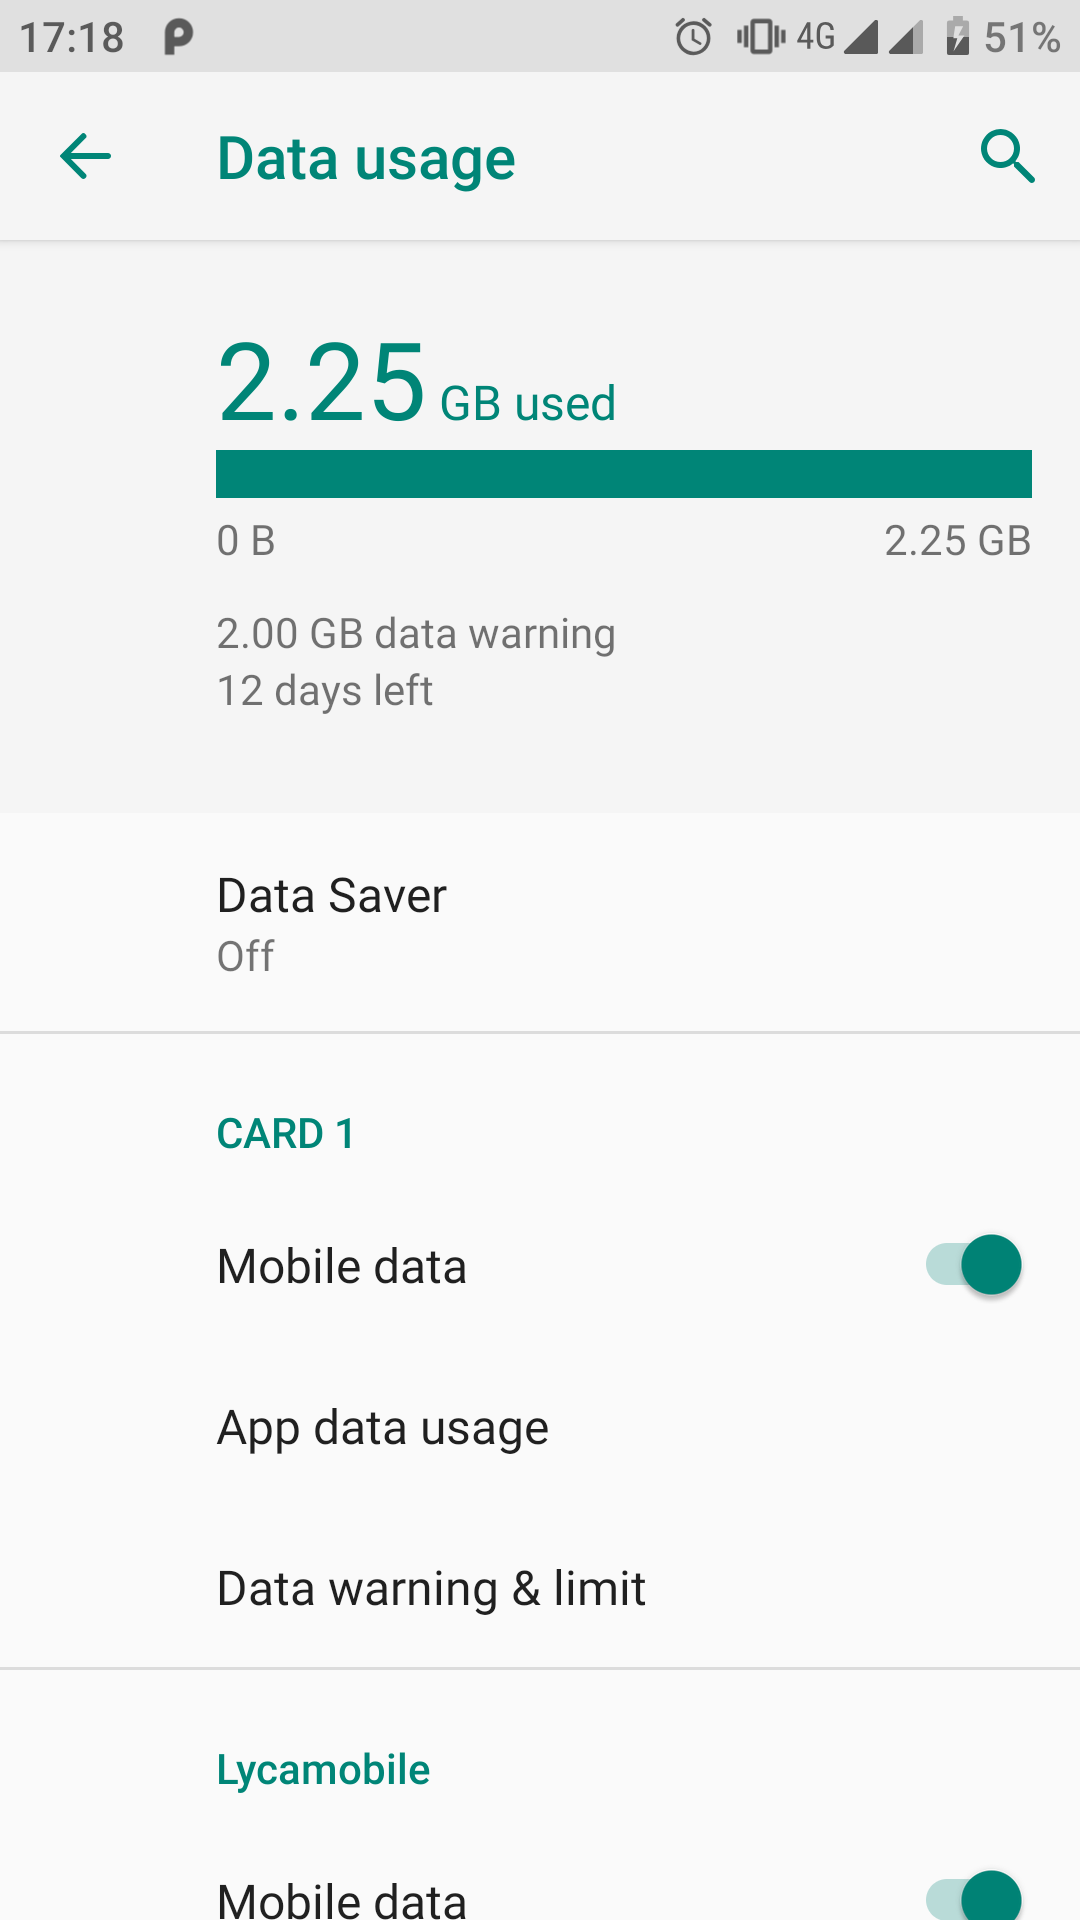 17:18 4G 51%
Data usage
2.25 GB used
0 B 2.25 GB
2.00 GB data warning
12 days left
Data Saver
Off
CARD 1
Mobile data
App data usage
Data warning & limit
Lycamobile
Mobile data